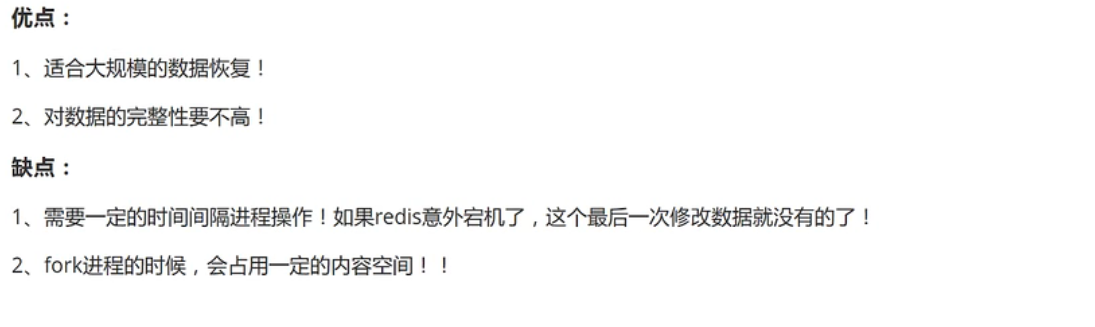 优点：
1、适合大规模的数据恢复！
2、对数据的完整性要不高！
缺点：
1、需要一定的时间间隔进程操作！如果redis意外宕机了，这个最后一次修改数据就没有的了！
2、fork进程的时候，会占用一定的内容空间！！